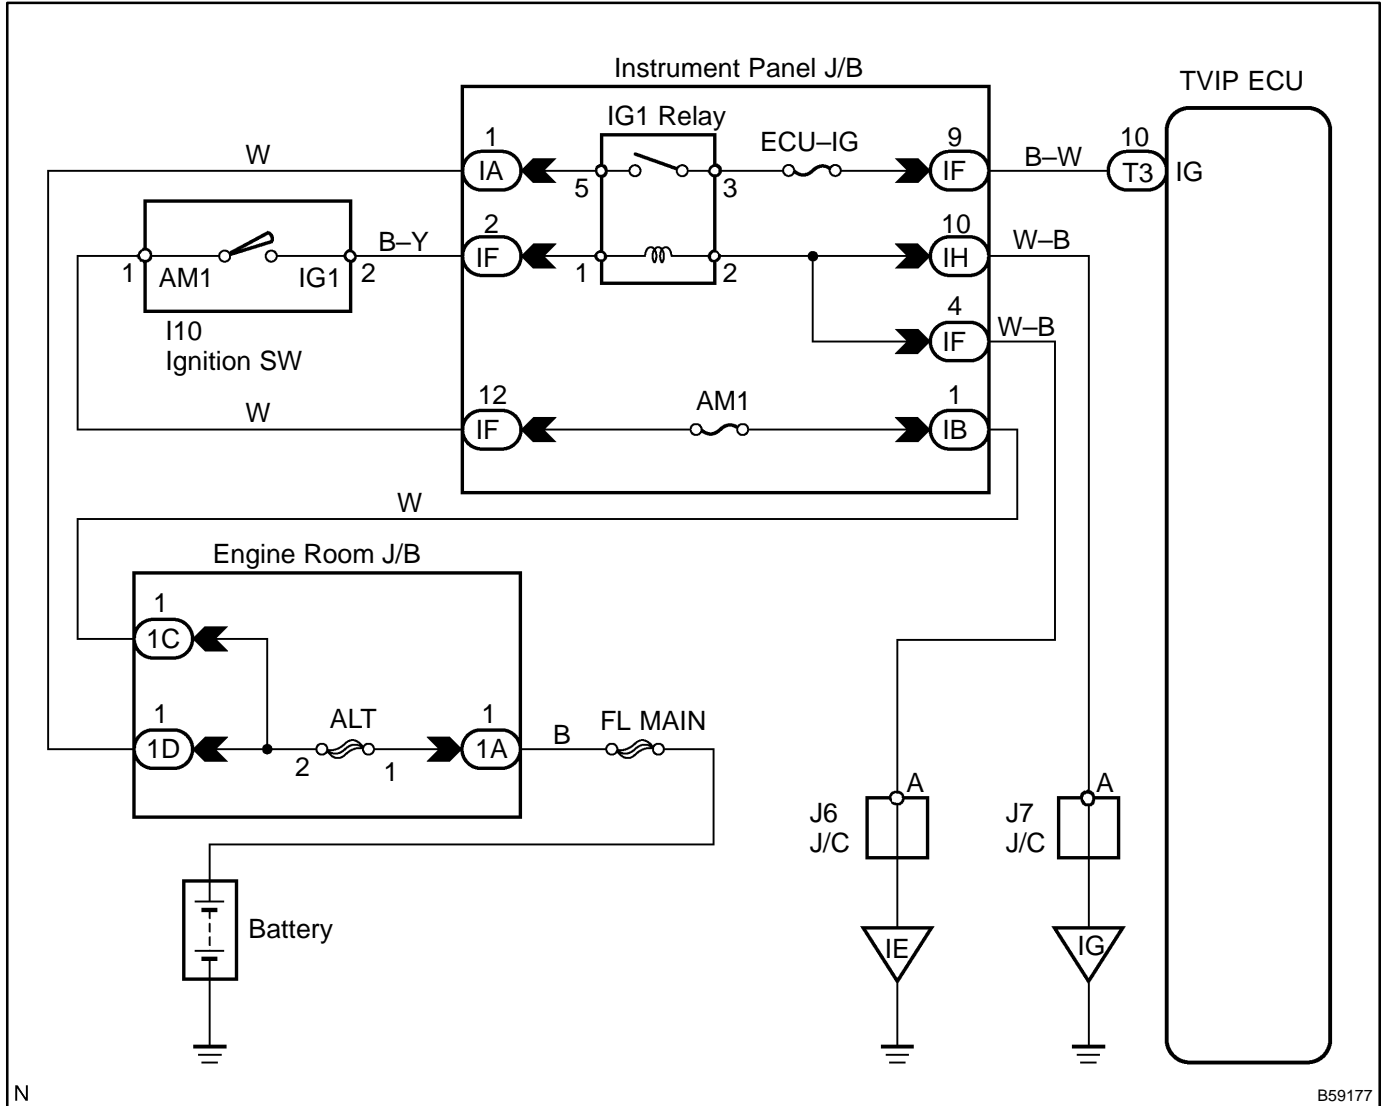 Instrument Panel J/B
TVIP ECU
IG1 Relay
1
ECU–IG
9
10
W
IA
5
3
IF
B–W
T3
IG
2
10
B–Y
IF
1
2
IH
W–B
1
AM1
IG1
2
4
IF
W–B
I10
Ignition SW
12
AM1
1
W
IF
IB
W
Engine Room J/B
1
1C
1
ALT
1
FL MAIN
1D
2
1
1A
B
A
A
J6
J/C
J7
J/C
Battery
IE
IG
N
B59177